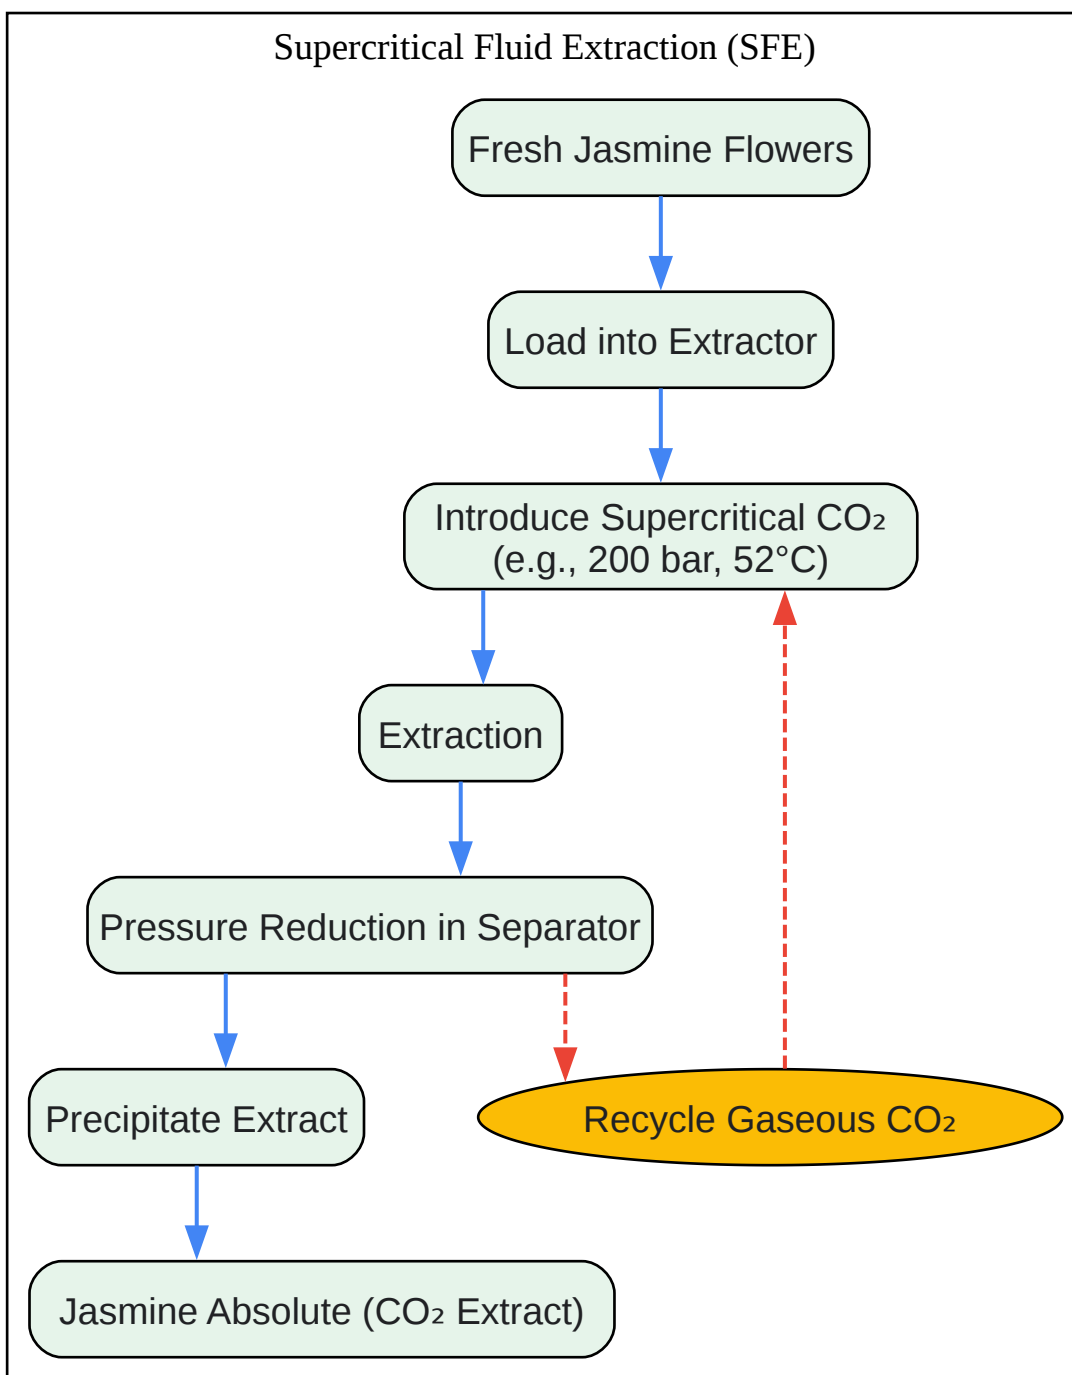 Supercritical Fluid Extraction (SFE)
Fresh Jasmine Flowers
Load into Extractor
Introduce Supercritical CO₂
(e.g., 200 bar, 52°C)
Extraction
Pressure Reduction in Separator
Precipitate Extract
Recycle Gaseous CO₂
Jasmine Absolute (CO₂ Extract)